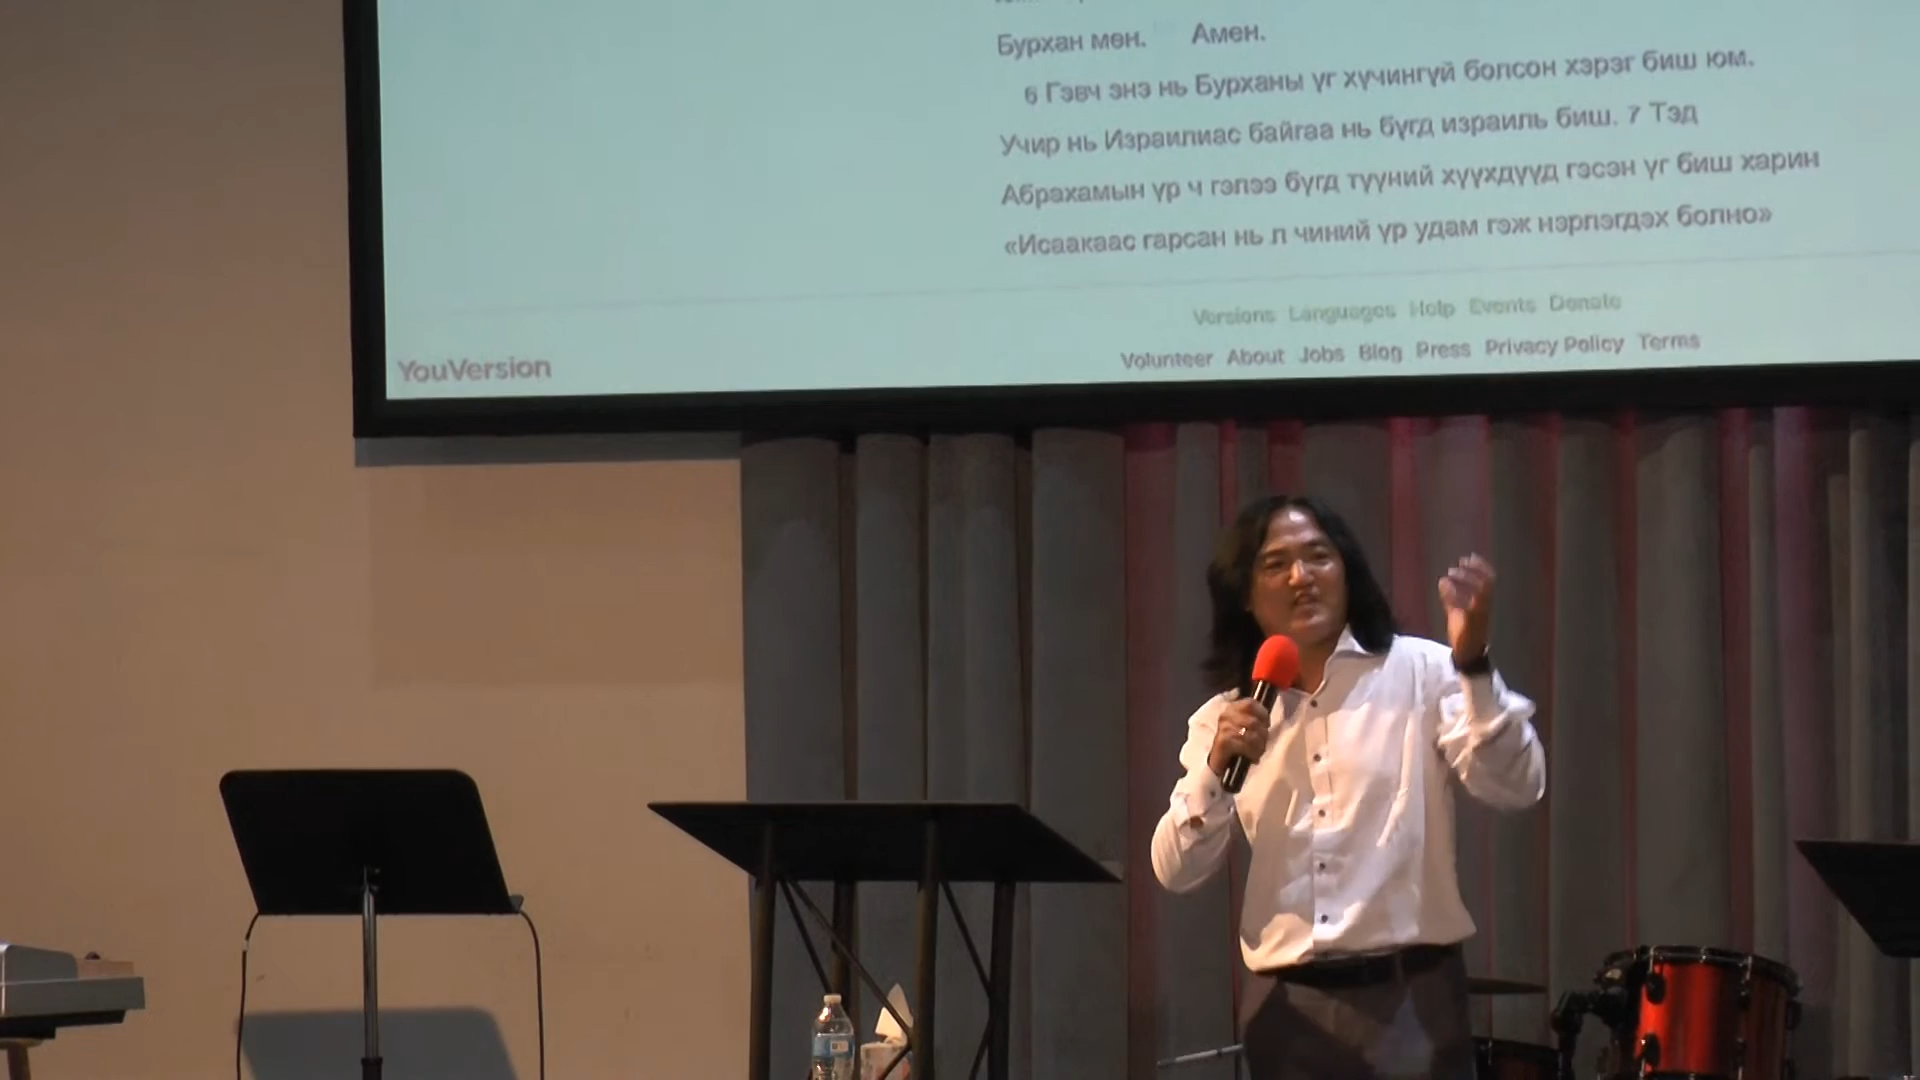 Бурхан мөн. Амен.
6 Гэвч энэ нь Бурханы үг хүчингүй болсон хэрэг биш юм.
Учир нь Израилиас байгаа нь бүгд израиль биш. 7 Тэд
Абрахамын үр ч гэлээ бүгд түүний хүүхдүүд гэсэн үг биш харин
«Исаакаас гарсан нь л чиний үр удам гэж нэрлэгдэх болно»
Versions Languages Help Events Donate
YouVersion
Volunteer About Jobs Blog Press Privacy Policy Terms